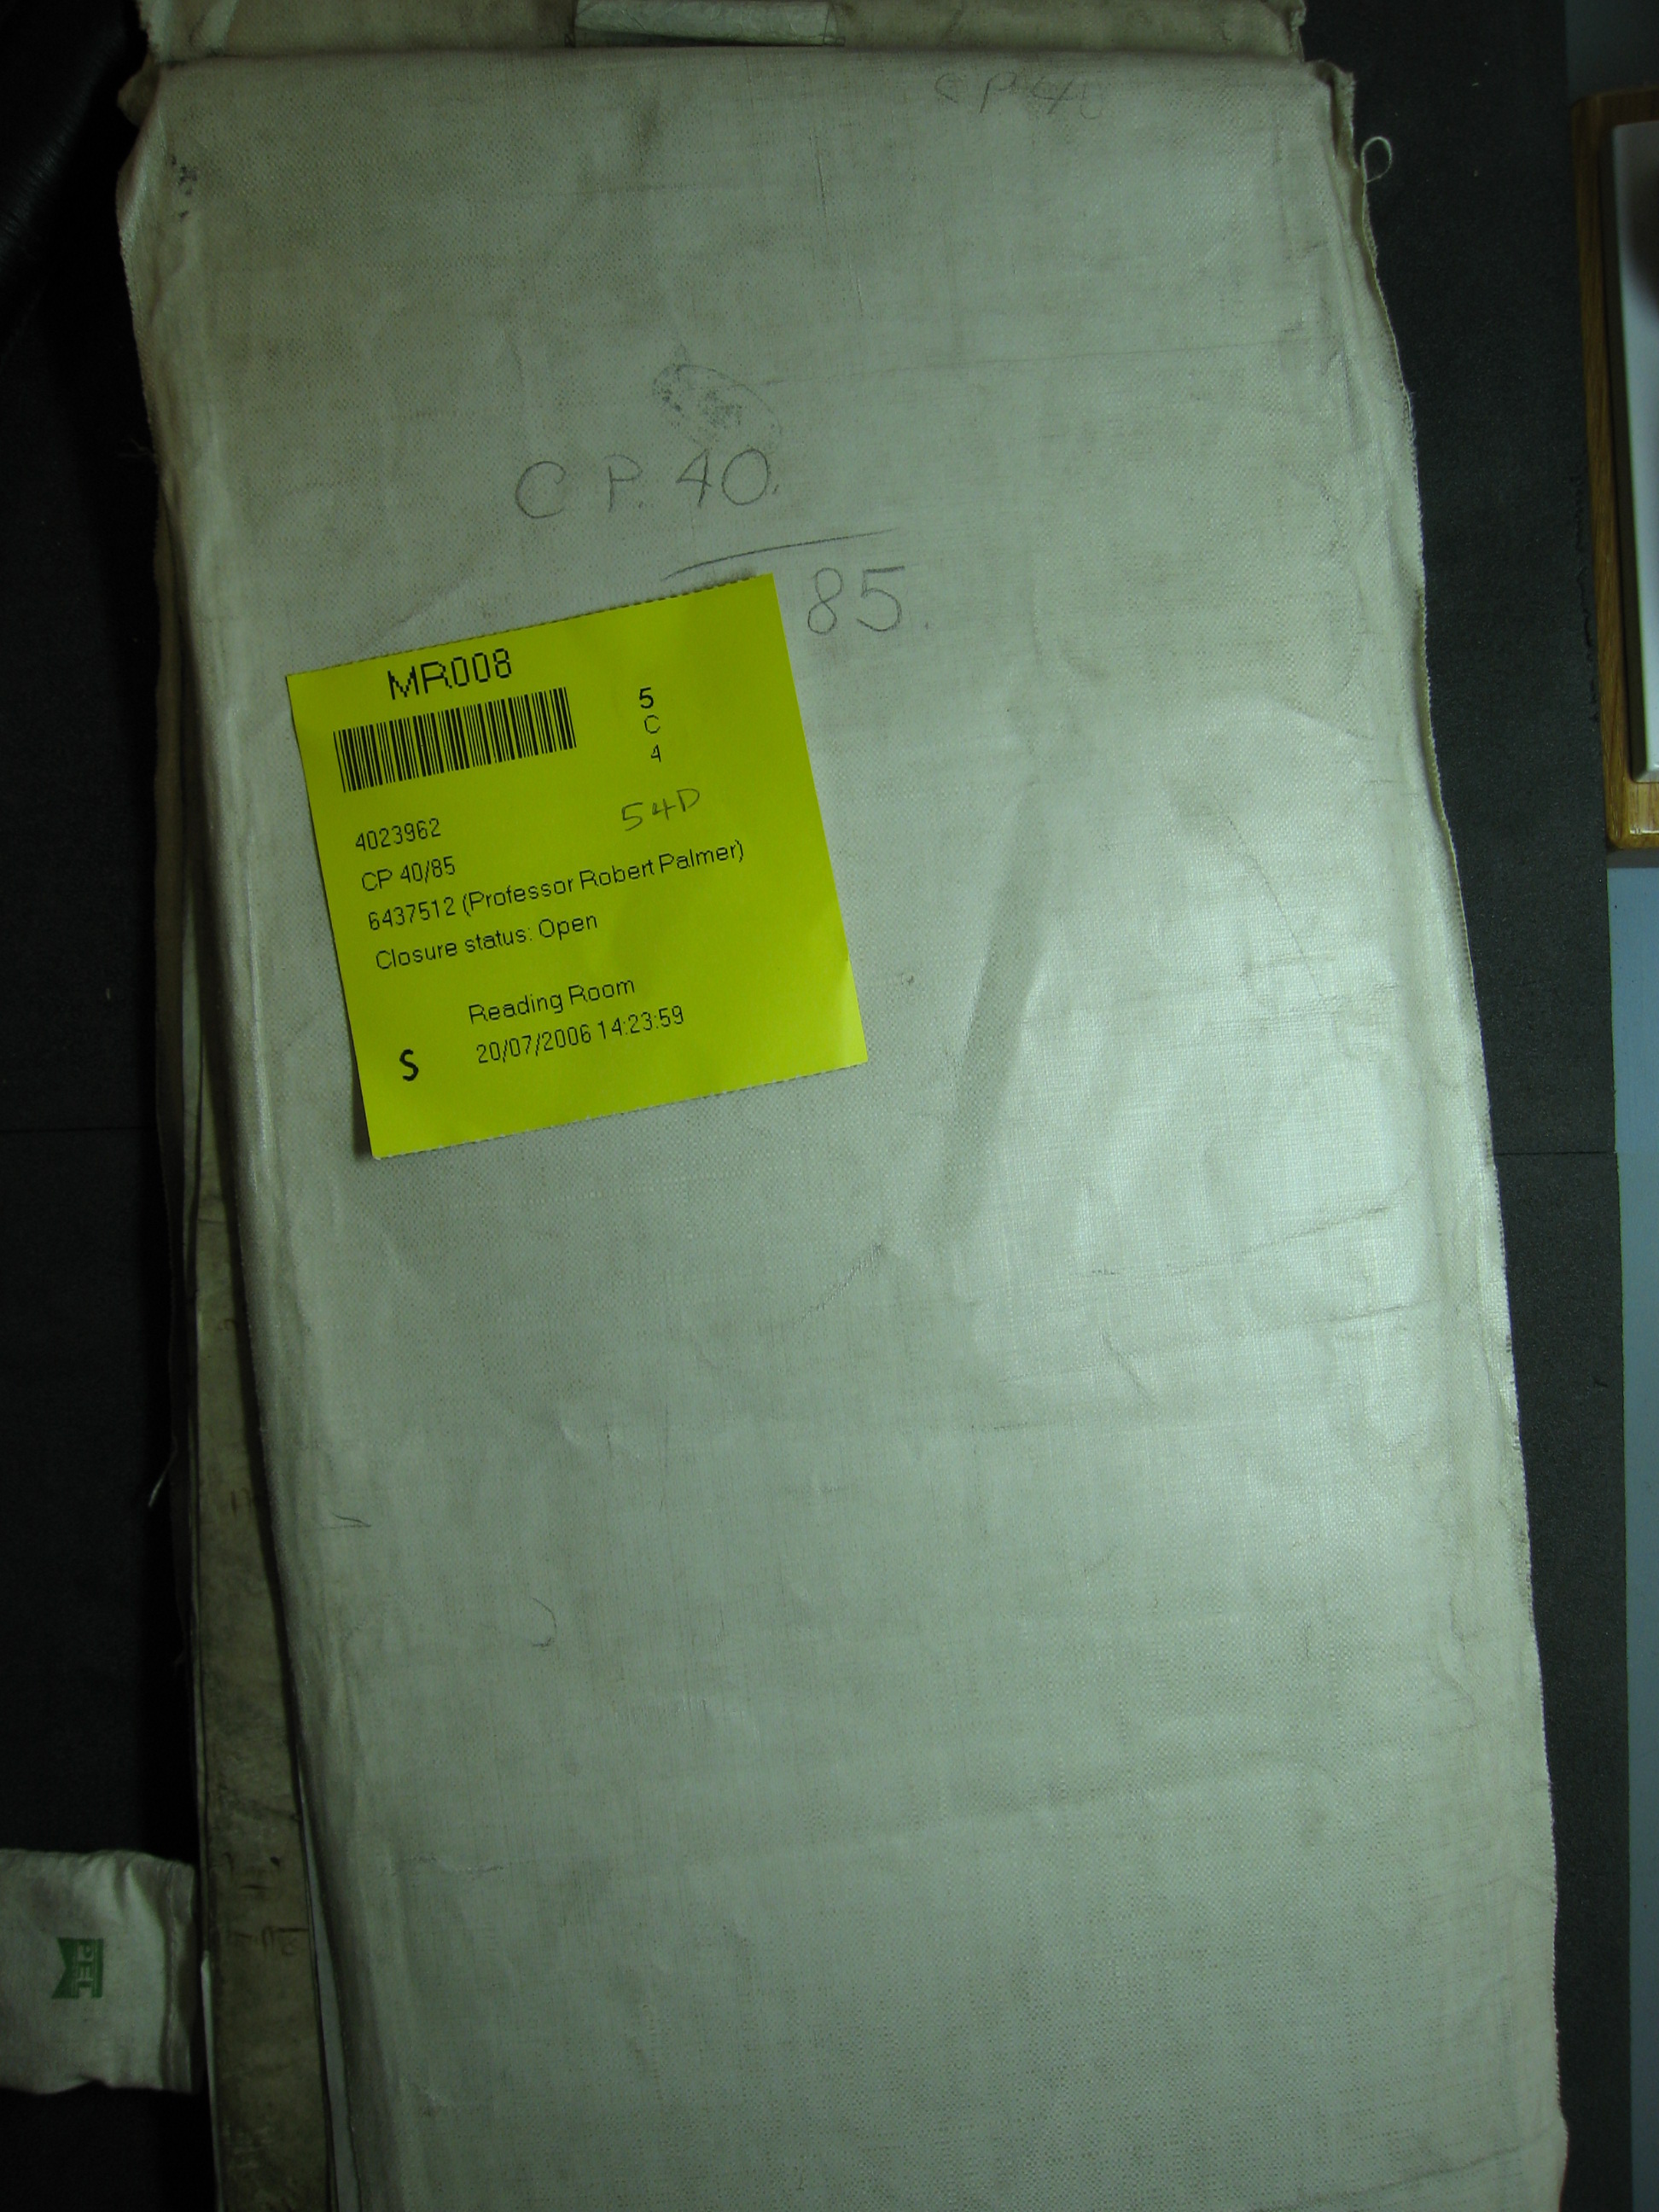 CP 40
C P. 40.
85.
MR008
5
C
4
54D
4023962
CP 40/85
6437512 (Professor Robert Palmer)
Closure status: Open
Reading Room
S 20/07/2006 14:23:59